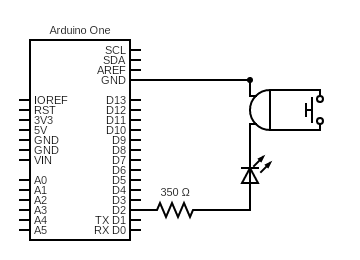 Arduino One
SCL
SDA
AREF
GND
IOREF
RST
3V3
5V
GND
GND
VIN
A0
A1
A2
A3
A4
A5
D13
D12
D11
D10
D9
D8
D7
D6
D5
D4
D3
D2
TX D1
RX D0
350 Ω